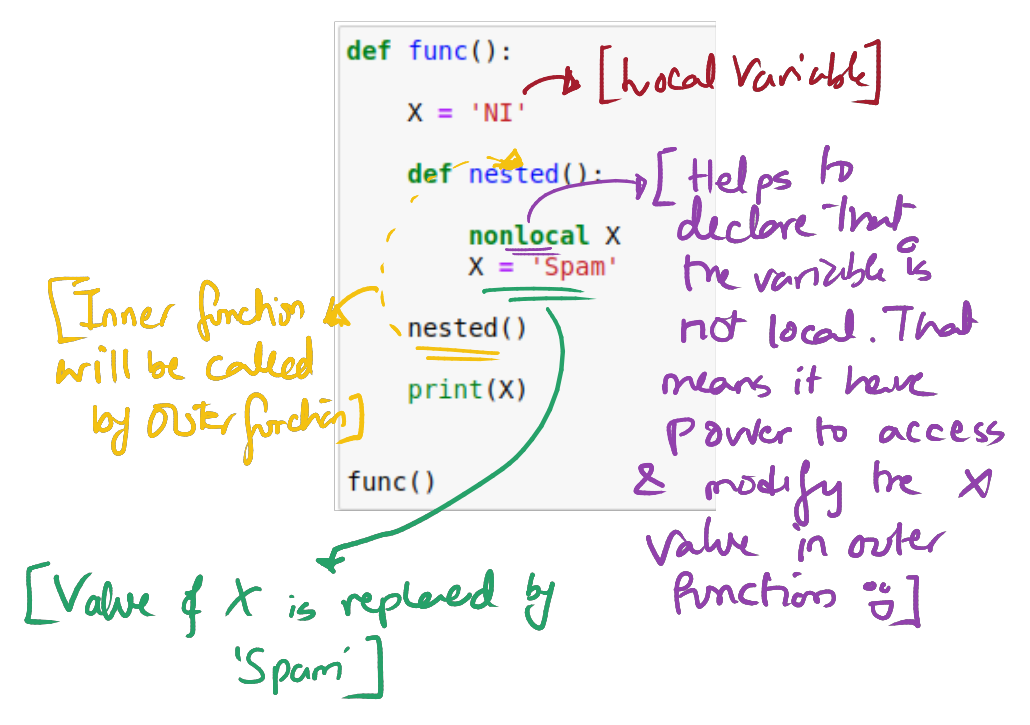 def func():
X = 'NI'
def nested():
nonlocal X
X = 'Spam'
nested()
print(X)
func()
[Local Variable]
[Helps to
declare that
the variable is
not local. That
means it have
Power to access
& modify the X
value in outer
function]
[Inner function
will be called
by outer function]
[Value of X is replaced by
'Spam']